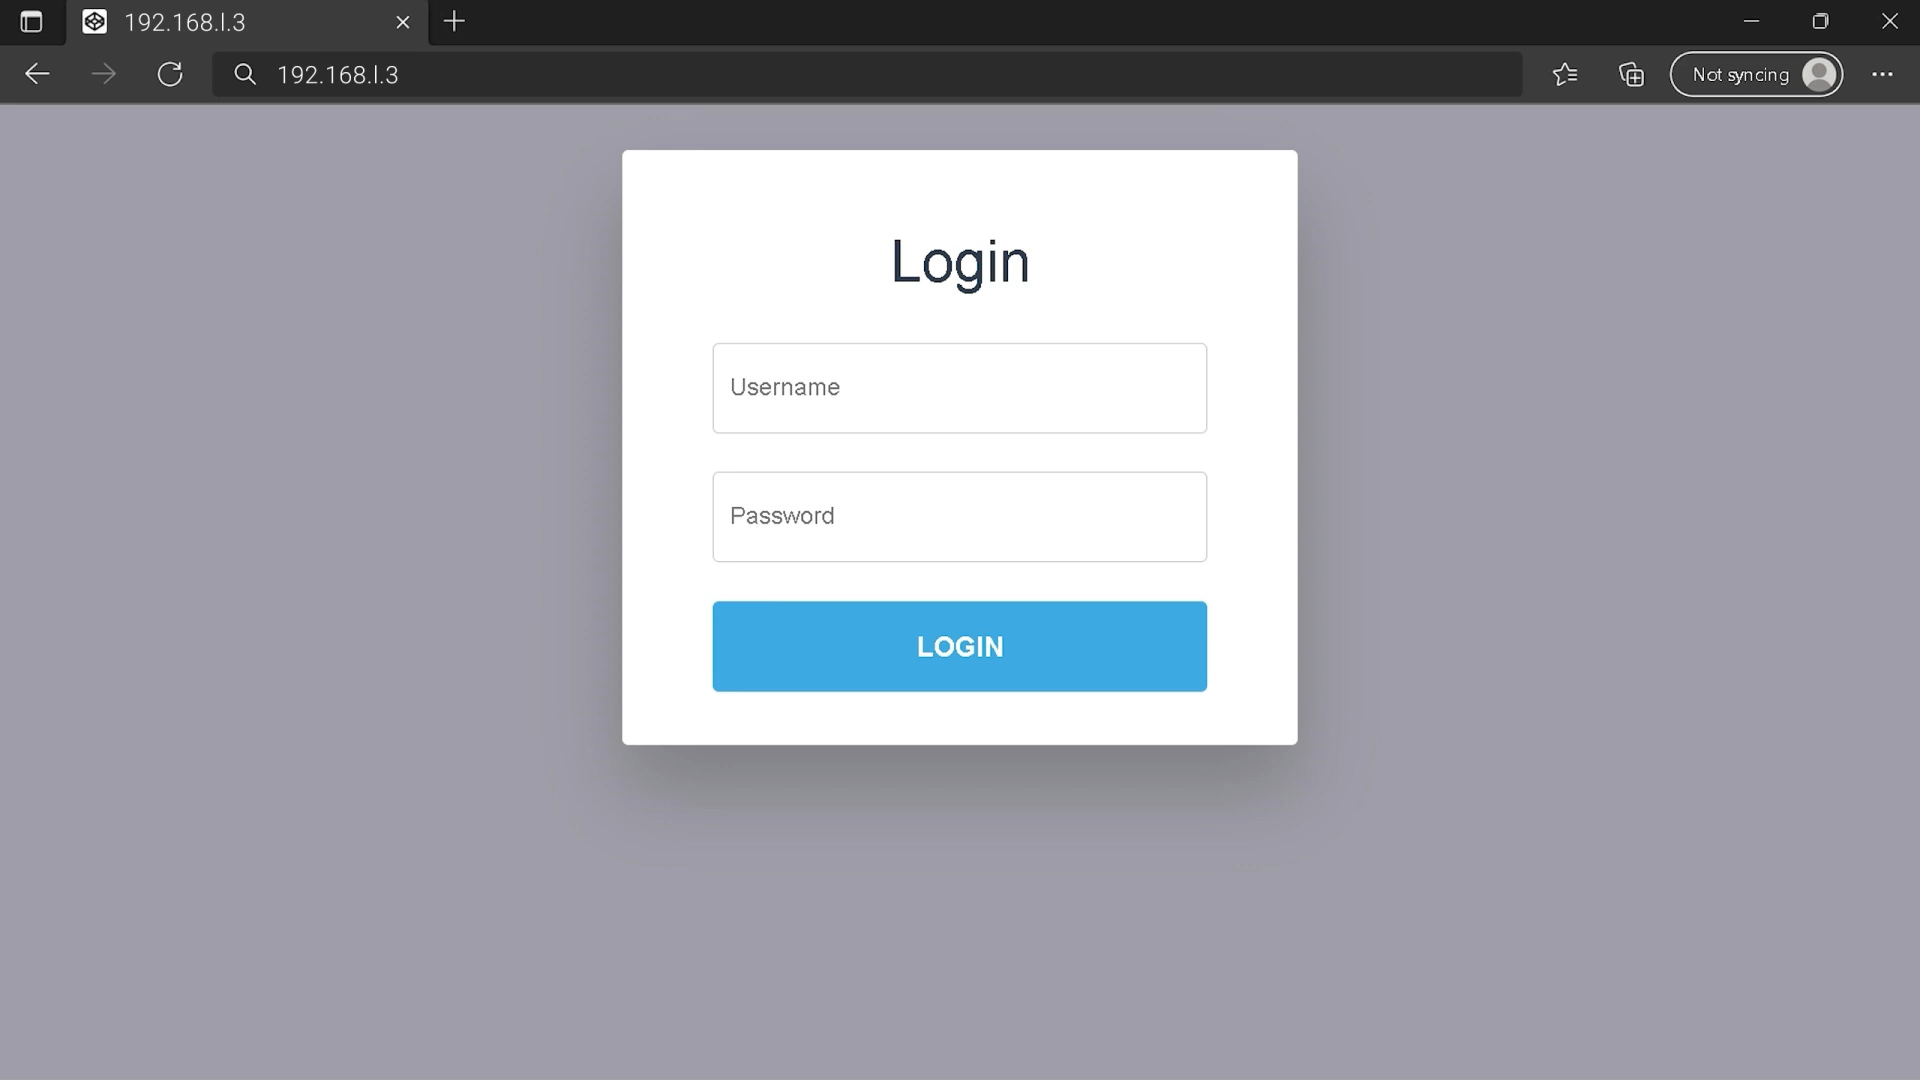 192.168.l.3
192.168.l.3
Not syncing
Login
Username
Password
LOGIN